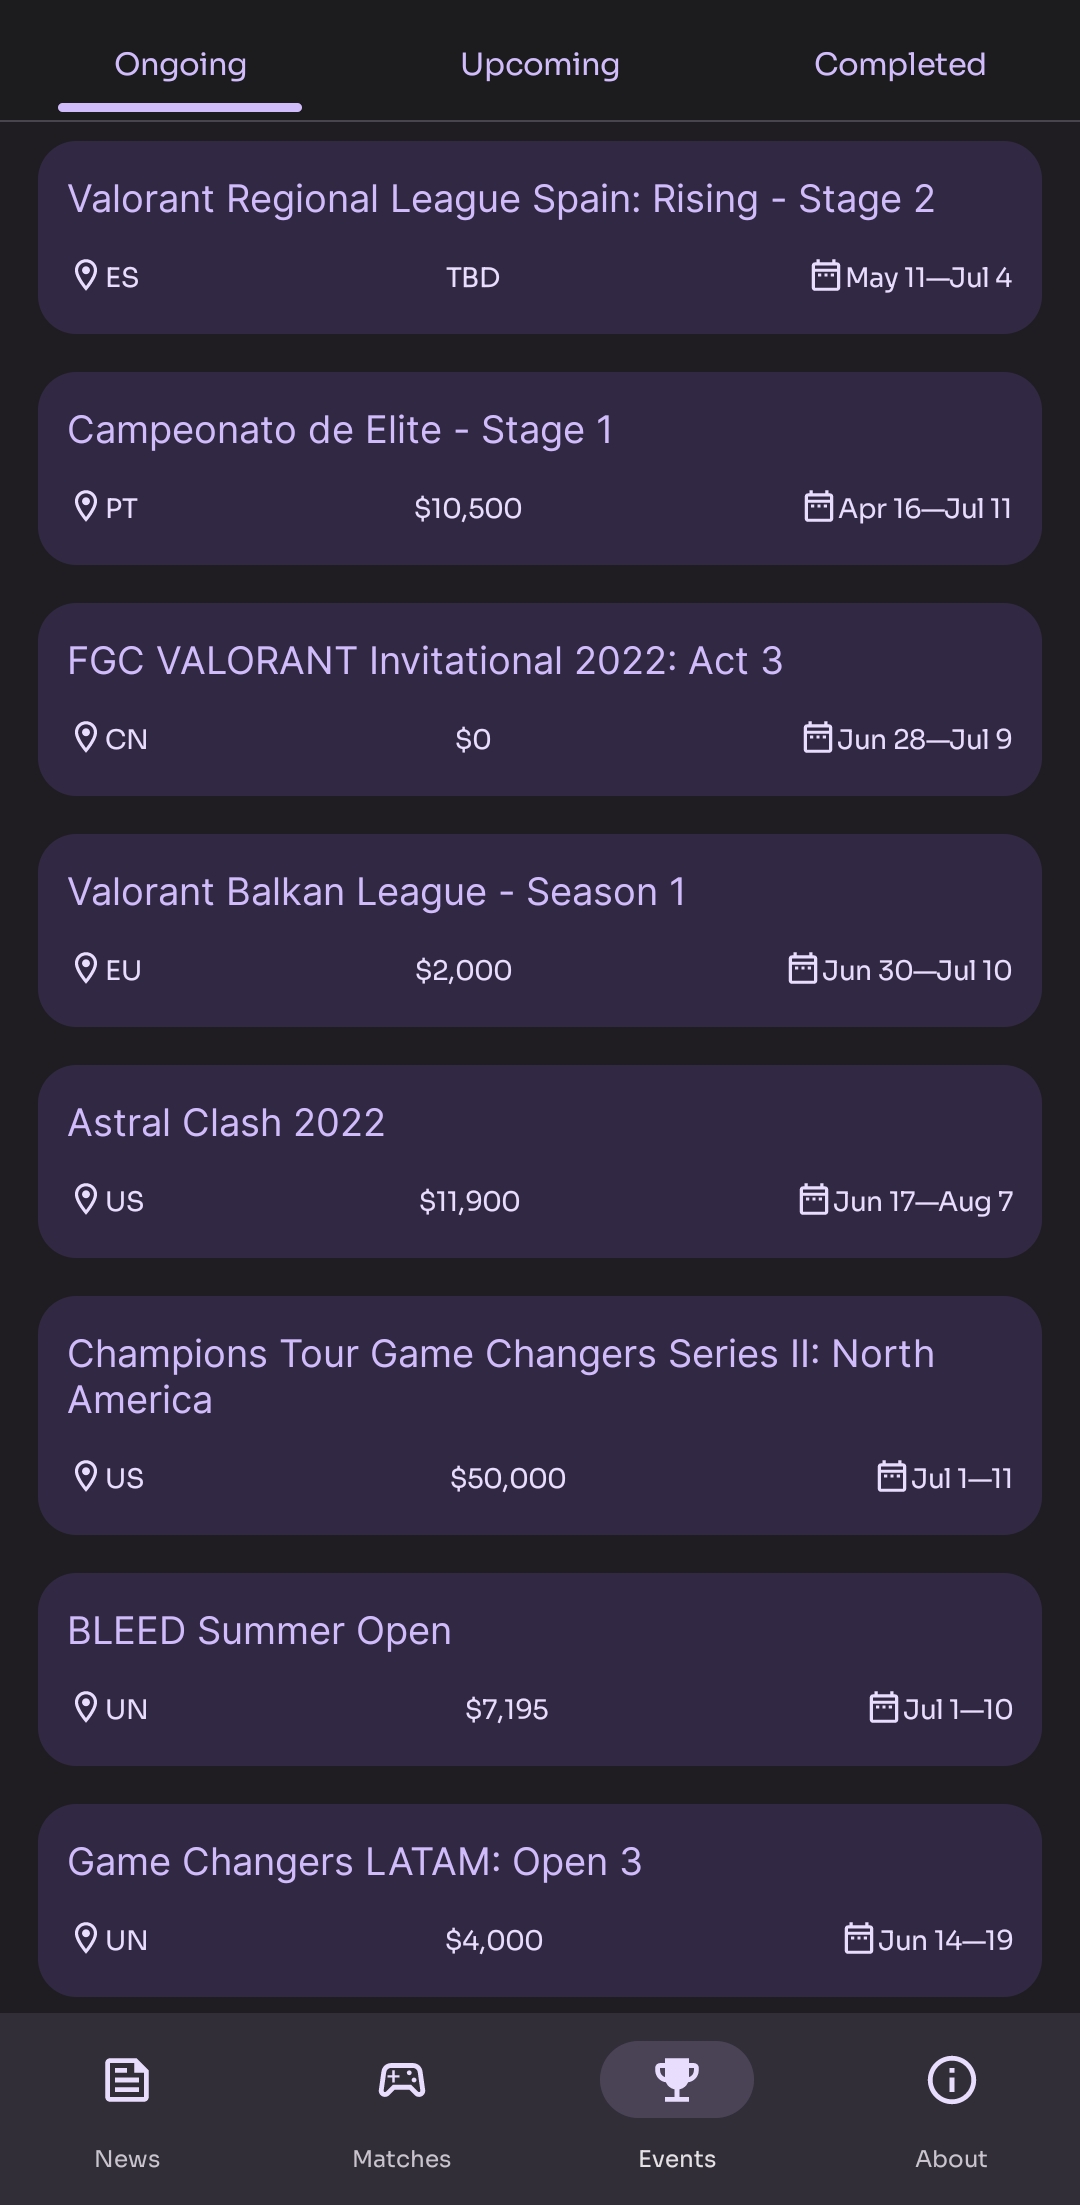 Ongoing Upcoming Completed
Valorant Regional League Spain: Rising - Stage 2
ES TBD May 11—Jul 4
Campeonato de Elite - Stage 1
PT $10,500 Apr 16—Jul 11
FGC VALORANT Invitational 2022: Act 3
CN $0 Jun 28—Jul 9
Valorant Balkan League - Season 1
EU $2,000 Jun 30—Jul 10
Astral Clash 2022
US $11,900 Jun 17—Aug 7
Champions Tour Game Changers Series II: North
America
US $50,000 Jul 1—11
BLEED Summer Open
UN $7,195 Jul 1—10
Game Changers LATAM: Open 3
UN $4,000 Jun 14—19
News Matches Events About